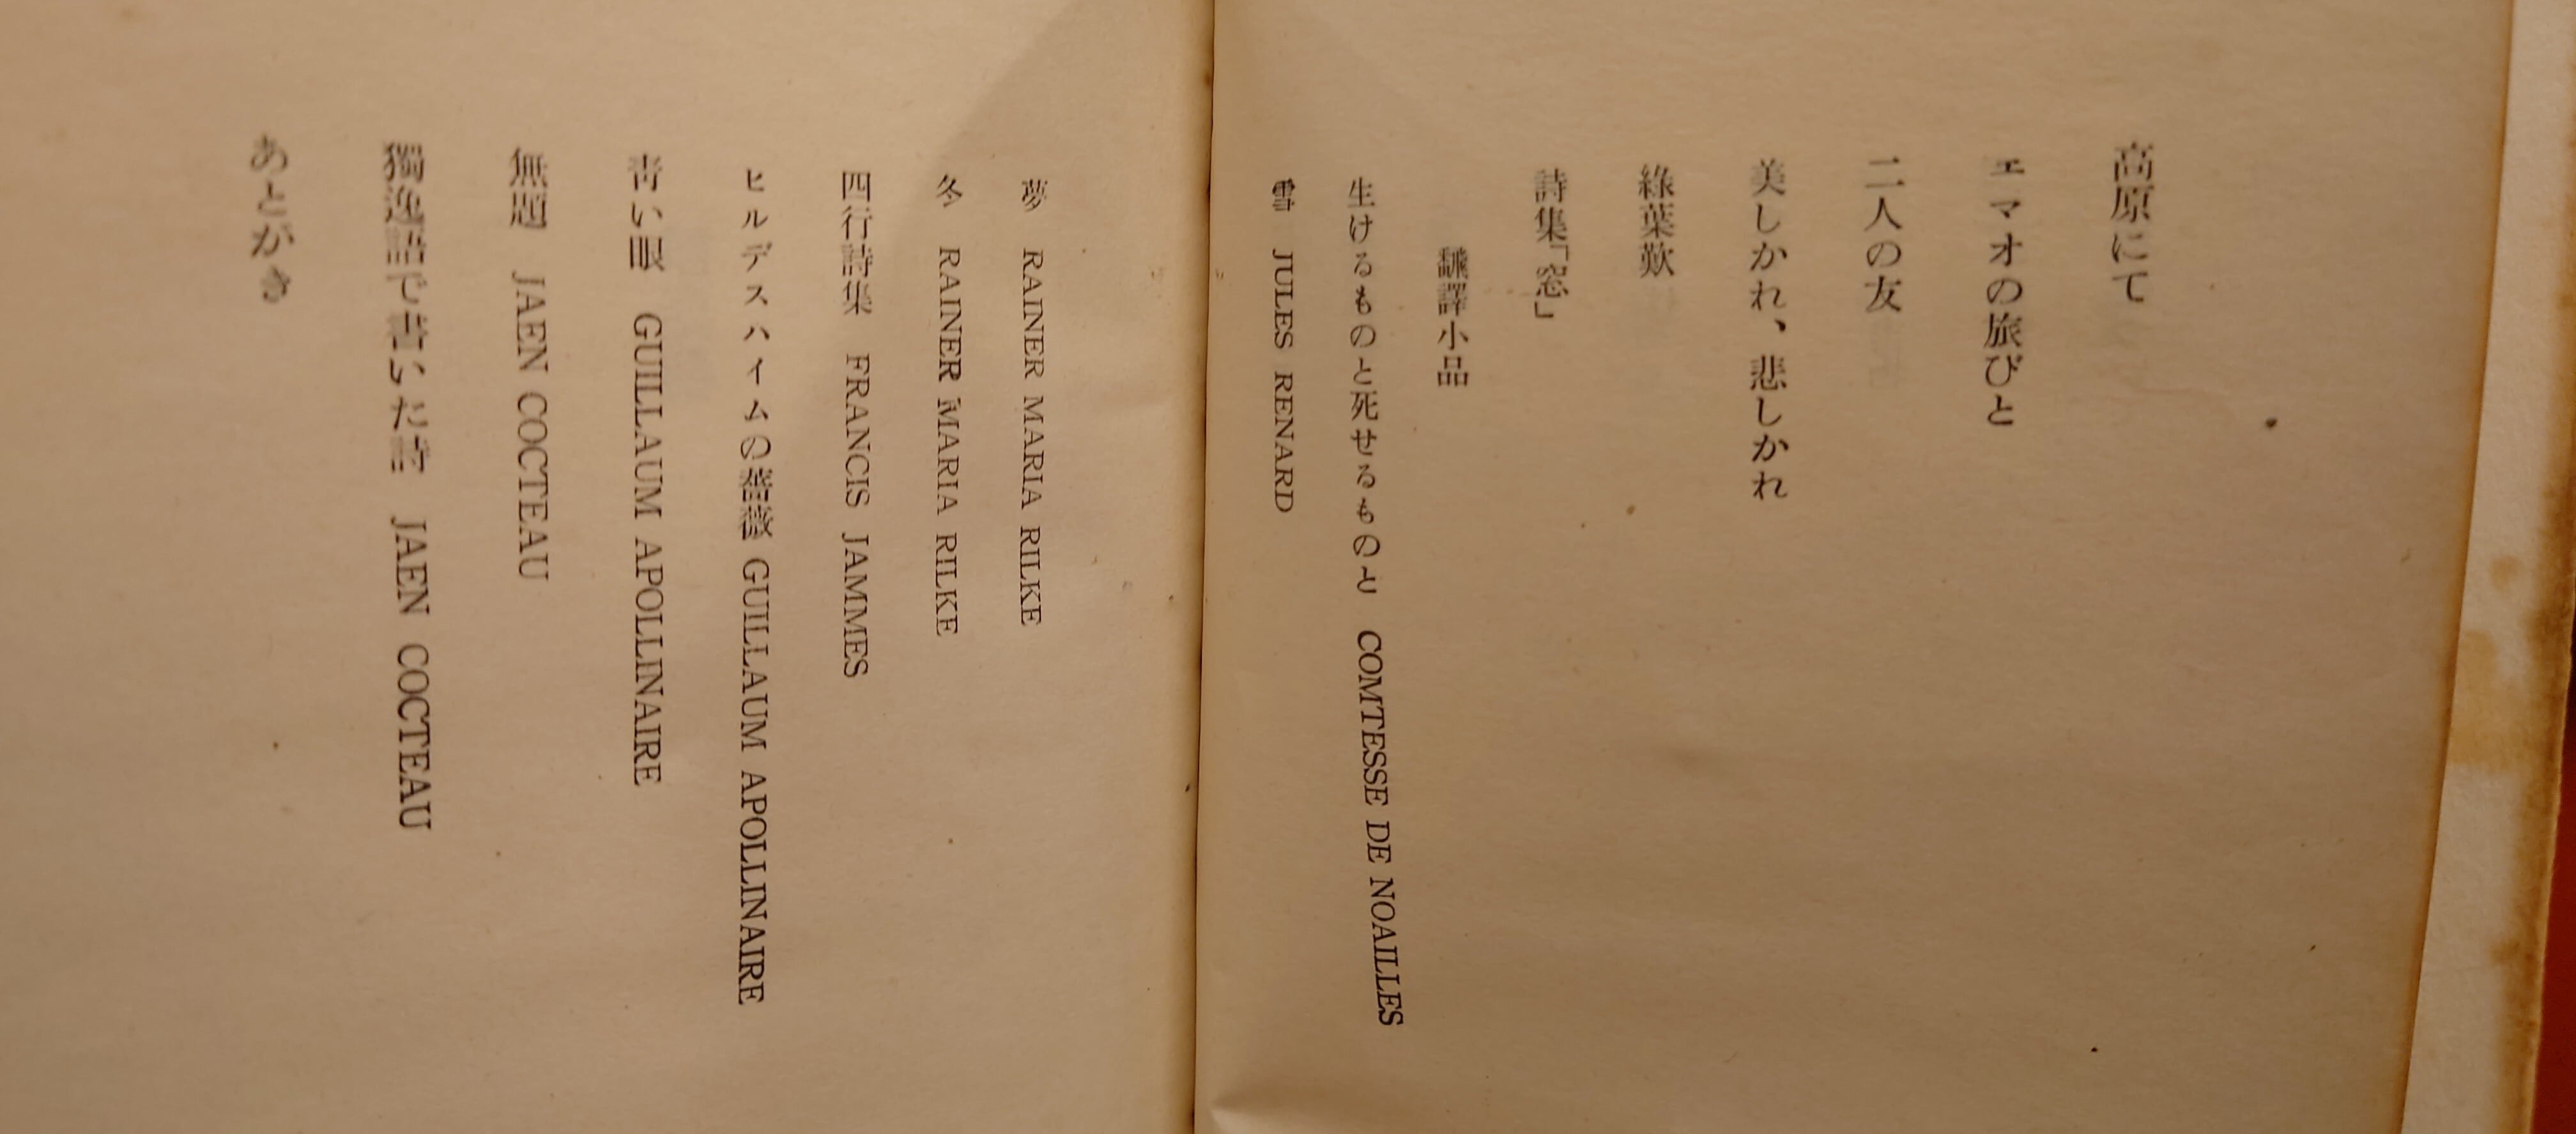 高原にて
エマオの旅びと
二人の友
美しかれ、悲しかれ
綠葉歎
詩集「窓」
飜譯小品
生けるものと死せるものと COMTESSE DE NOAILLES
雪 JULES RENARD
夢 RAINER MARIA RILKE
冬 RAINER MARIA RILKE
四行詩集 FRANCIS JAMMES
ヒルデスハイムの薔薇 GUILLAUM APOLLINAIRE
靑い眼 GUILLAUM APOLLINAIRE
無題 JAEN COCTEAU
獨逸語で書いた詩 JAEN COCTEAU
あとがき